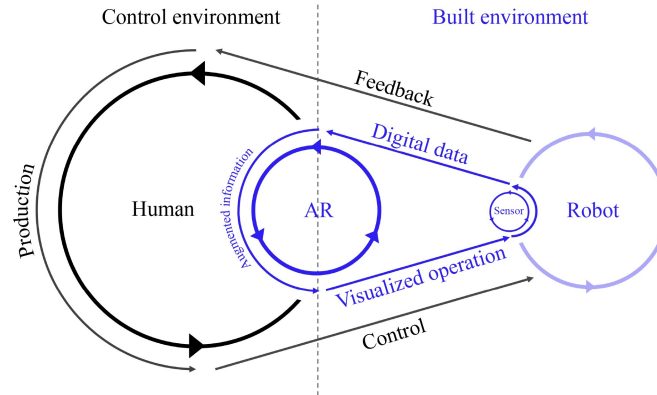 Control environment
Built environment
Feedback
Digital data
Production
Human
Augmented information
AR
Sensor
Robot
Visualized operation
Control